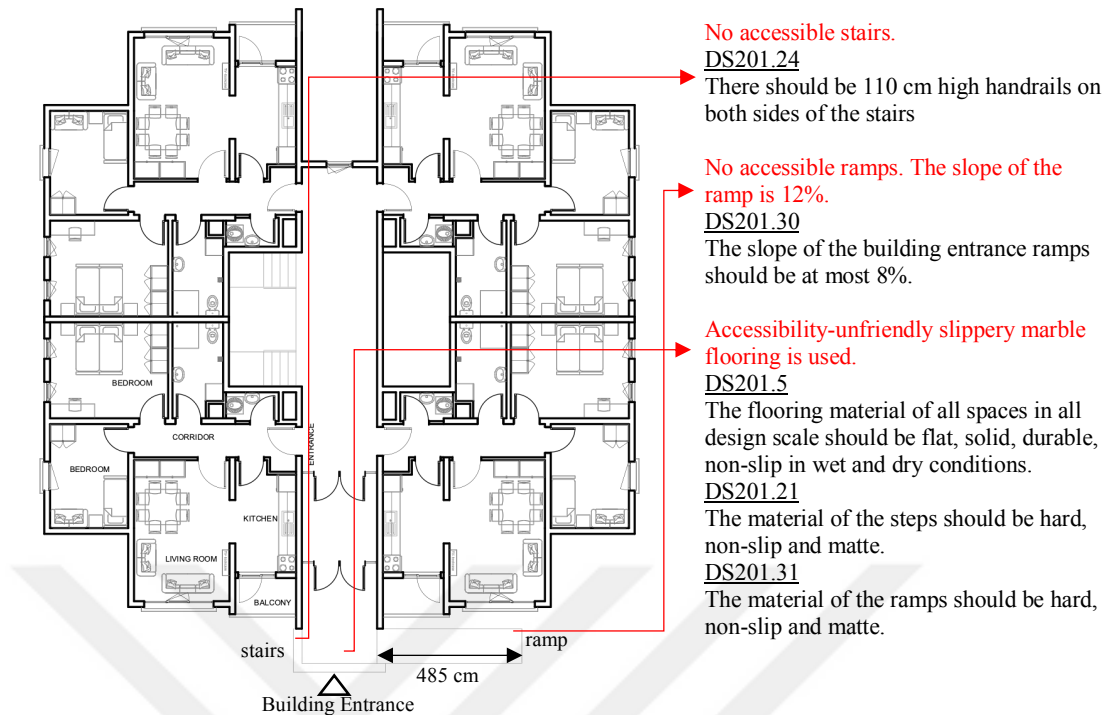 No accessible stairs.
DS201.24
There should be 110 cm high handrails on
both sides of the stairs
No accessible ramps. The slope of the
ramp is 12%.
DS201.30
The slope of the building entrance ramps
should be at most 8%.
Accessibility-unfriendly slippery marble
flooring is used.
DS201.5
The flooring material of all spaces in all
design scale should be flat, solid, durable,
non-slip in wet and dry conditions.
DS201.21
The material of the steps should be hard,
non-slip and matte.
DS201.31
The material of the ramps should be hard,
non-slip and matte.
BEDROOM
CORRIDOR
ENTRANCE
BEDROOM
KITCHEN
LIVING ROOM
BALCONY
stairs
ramp
485 cm
Building Entrance